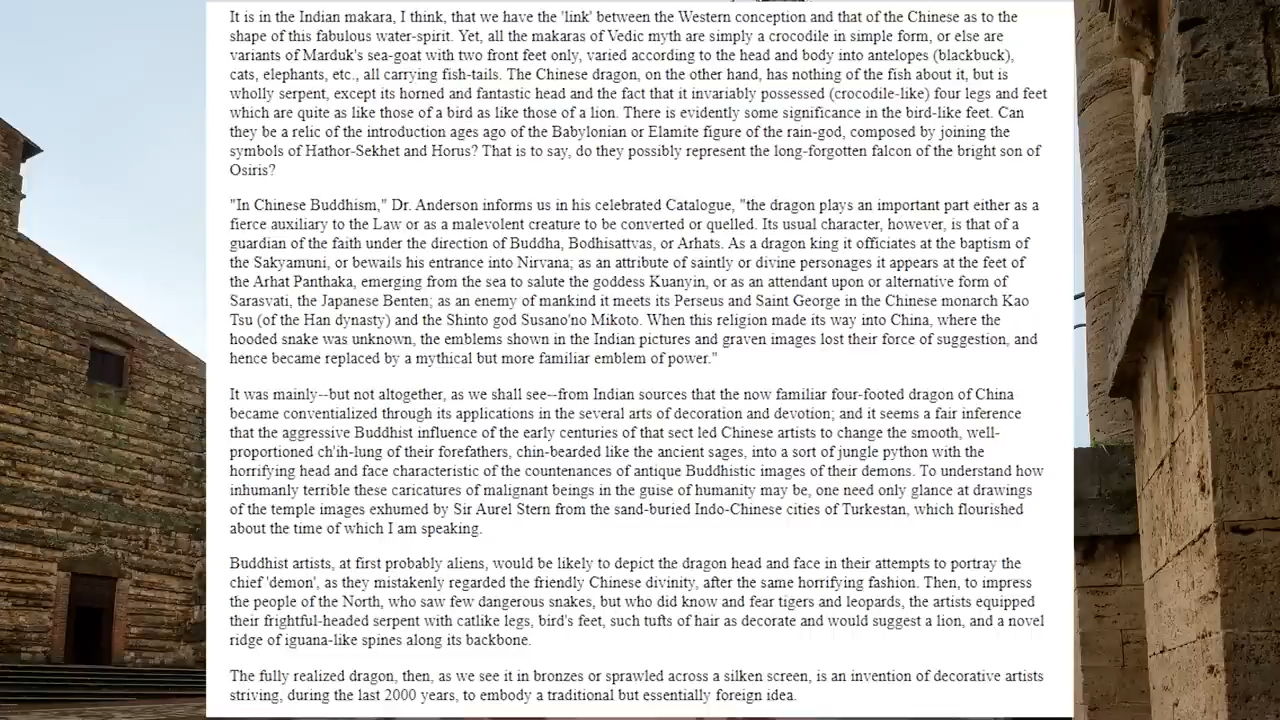 It is in the Indian makara, I think, that we have the 'link' between the Western conception and that of the Chinese as to the
shape of this fabulous water-spirit. Yet, all the makaras of Vedic myth are simply a crocodile in simple form, or else are
variants of Marduk's sea-goat with two front feet only, varied according to the head and body into antelopes (blackbuck),
cats, elephants, etc., all carrying fish-tails. The Chinese dragon, on the other hand, has nothing of the fish about it, but is
wholly serpent, except its horned and fantastic head and the fact that it invariably possessed (crocodile-like) four legs and feet
which are quite as like those of a bird as like those of a lion. There is evidently some significance in the bird-like feet. Can
they be a relic of the introduction ages ago of the Babylonian or Elamite figure of the rain-god, composed by joining the
symbols of Hathor-Sekhet and Horus? That is to say, do they possibly represent the long-forgotten falcon of the bright son of
Osiris?
"In Chinese Buddhism," Dr. Anderson informs us in his celebrated Catalogue, "the dragon plays an important part either as a
fierce auxiliary to the Law or as a malevolent creature to be converted or quelled. Its usual character, however, is that of a
guardian of the faith under the direction of Buddha, Bodhisattvas, or Arhats. As a dragon king it officiates at the baptism of
the Sakyamuni, or bewails his entrance into Nirvana; as an attribute of saintly or divine personages it appears at the feet of
the Arhat Panthaka, emerging from the sea to salute the goddess Kuanyin, or as an attendant upon or alternative form of
Sarasvati, the Japanese Benten; as an enemy of mankind it meets its Perseus and Saint George in the Chinese monarch Kao
Tsu (of the Han dynasty) and the Shinto god Susano'no Mikoto. When this religion made its way into China, where the
hooded snake was unknown, the emblems shown in the Indian pictures and graven images lost their force of suggestion, and
hence became replaced by a mythical but more familiar emblem of power."
It was mainly--but not altogether, as we shall see--from Indian sources that the now familiar four-footed dragon of China
became conventialized through its applications in the several arts of decoration and devotion; and it seems a fair inference
that the aggressive Buddhist influence of the early centuries of that sect led Chinese artists to change the smooth, well-
proportioned ch'ih-lung of their forefathers, chin-bearded like the ancient sages, into a sort of jungle python with the
horrifying head and face characteristic of the countenances of antique Buddhistic images of their demons. To understand how
inhumanly terrible these caricatures of malignant beings in the guise of humanity may be, one need only glance at drawings
of the temple images exhumed by Sir Aurel Stern from the sand-buried Indo-Chinese cities of Turkestan, which flourished
about the time of which I am speaking.
Buddhist artists, at first probably aliens, would be likely to depict the dragon head and face in their attempts to portray the
chief 'demon', as they mistakenly regarded the friendly Chinese divinity, after the same horrifying fashion. Then, to impress
the people of the North, who saw few dangerous snakes, but who did know and fear tigers and leopards, the artists equipped
their frightful-headed serpent with catlike legs, bird's feet, such tufts of hair as decorate and would suggest a lion, and a novel
ridge of iguana-like spines along its backbone.
The fully realized dragon, then, as we see it in bronzes or sprawled across a silken screen, is an invention of decorative artists
striving, during the last 2000 years, to embody a traditional but essentially foreign idea.